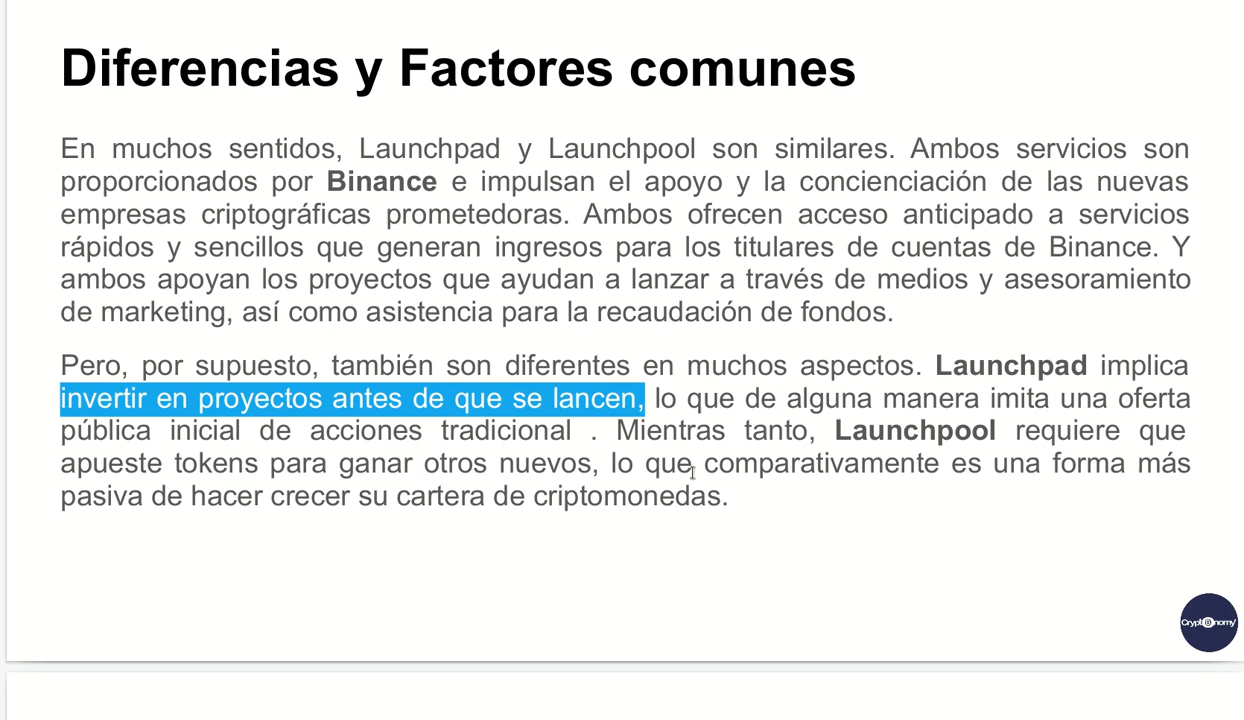 Diferencias y Factores comunes
En muchos sentidos, Launchpad y Launchpool son similares. Ambos servicios son
proporcionados por Binance e impulsan el apoyo y la concienciación de las nuevas
empresas criptográficas prometedoras. Ambos ofrecen acceso anticipado a servicios
rápidos y sencillos que generan ingresos para los titulares de cuentas de Binance. Y
ambos apoyan los proyectos que ayudan a lanzar a través de medios y asesoramiento
de marketing, así como asistencia para la recaudación de fondos.
Pero, por supuesto, también son diferentes en muchos aspectos. Launchpad implica
invertir en proyectos antes de que se lancen, lo que de alguna manera imita una oferta
pública inicial de acciones tradicional . Mientras tanto, Launchpool requiere que
apueste tokens para ganar otros nuevos, lo que comparativamente es una forma más
pasiva de hacer crecer su cartera de criptomonedas.
Crypt@nomy